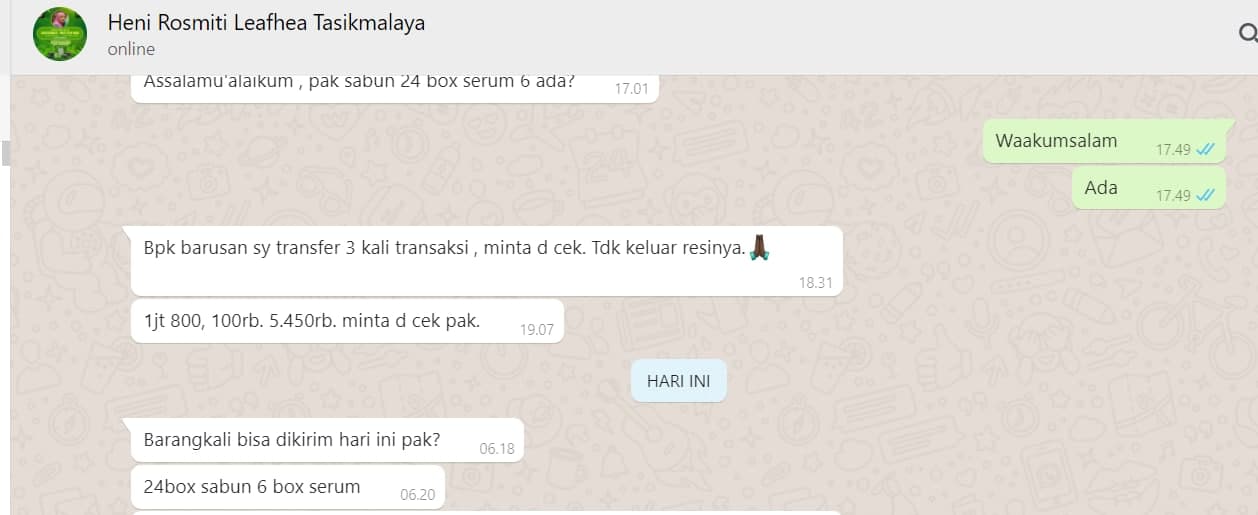 Heni Rosmiti Leafhea Tasikmalaya
online
Assalamu'alaikum , pak sabun 24 box serum 6 ada?
17.01
Waakumsalam
17.49
Ada
17.49
Bpk barusan sy transfer 3 kali transaksi , minta d cek. Tdk keluar resinya.🙏🏿
18.31
1jt 800, 100rb. 5.450rb. minta d cek pak.
19.07
HARI INI
Barangkali bisa dikirim hari ini pak?
06.18
24box sabun 6 box serum
06.20